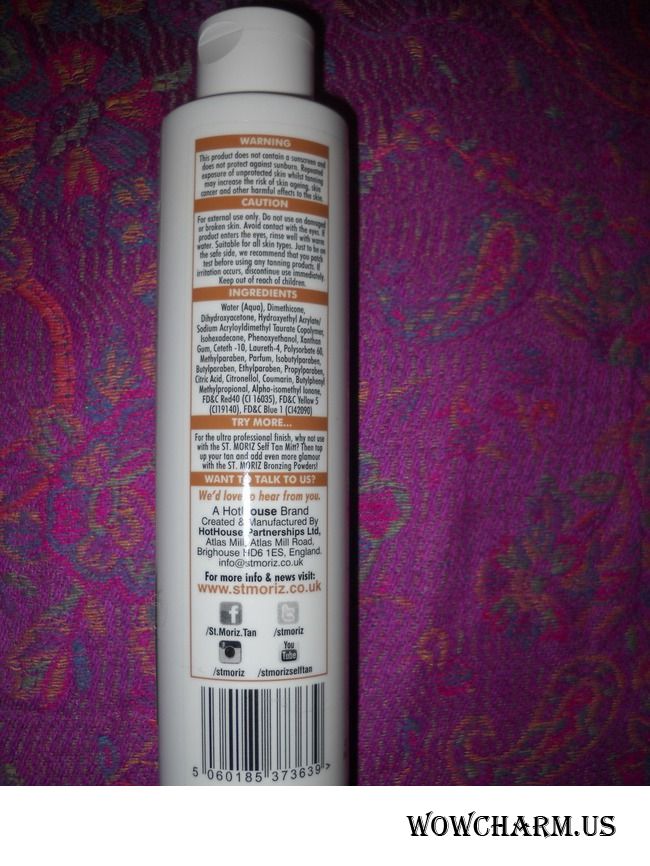 WARNING
This product does not contain a sunscreen and
does not protect against sunburn. Repeated
exposure of unprotected skin whilst tanning
may increase the risk of skin ageing, skin
cancer and other harmful effects to the skin.
CAUTION
For external use only. Do not use on damaged
or broken skin. Avoid contact with the eyes. If
product enters the eyes, rinse well with warm
water. Suitable for all skin types. Just to be on
the safe side, we recommend that you patch
test before using any tanning products. If
irritation occurs, discontinue use immediately.
Keep out of reach of children.
INGREDIENTS
Water (Aqua), Dimethicone,
Dihydroxyacetone, Hydroxyethyl Acrylate/
Sodium Acryloyldimethyl Taurate Copolymer,
Isohexadecane, Phenoxyethanol, Xanthan
Gum, Ceteth -10, Laureth-4, Polysorbate 60,
Methylparaben, Parfum, Isobutylparaben,
Butylparaben, Ethylparaben, Propylparaben,
Citric Acid, Citronellol, Coumarin, Butylphenyl
Methylpropional, Alpha-isomethyl Ionone,
FD&C Red40 (CI 16035), FD&C Yellow 5
(CI19140), FD&C Blue 1 (CI42090)
TRY MORE...
For the ultra professional finish, why not use
with the ST. MORIZ Self Tan Mitt? Then top
up your tan and add even more glamour
with the ST. MORIZ Bronzing Powders!
WANT TO TALK TO US?
We'd love to hear from you.
A HotHouse Brand
Created & Manufactured By
HotHouse Partnerships Ltd,
Atlas Mill, Atlas Mill Road,
Brighouse HD6 1ES, England.
info@stmoriz.co.uk
For more info & news visit:
www.stmoriz.co.uk
/St.Moriz.Tan /stmoriz
You
Tube
/stmoriz /stmorizselftan
5 060185 373639 >
WOWCHARM.US